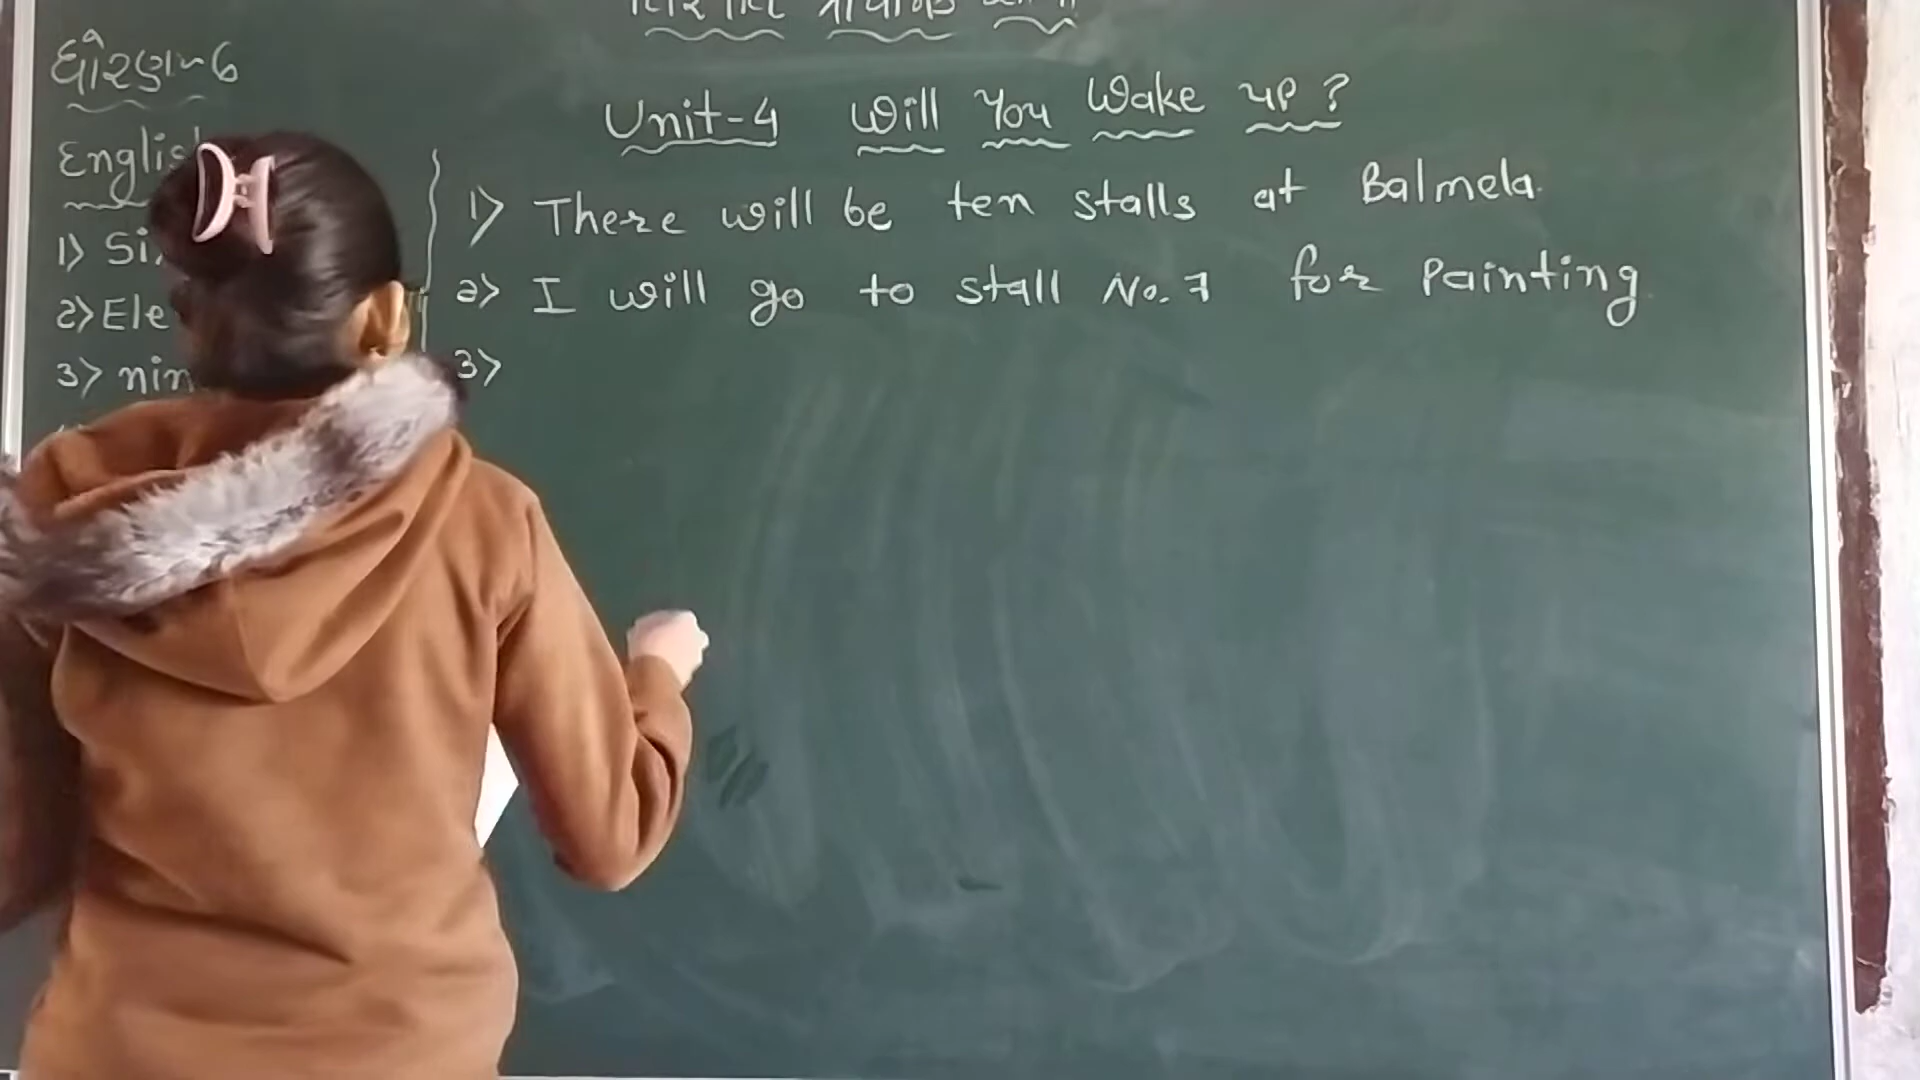 ધોરણ-6
English
1) Si
2) Ele
3) nin
Unit-4 Will You Wake up?
1) There will be ten stalls at Balmela.
2) I will go to stall No. 7 for Painting.
3)